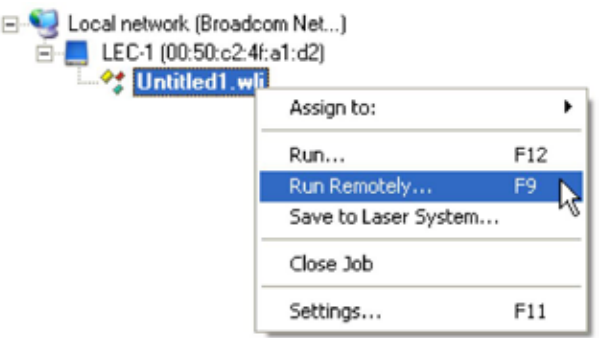 Local network (Broadcom Net...)
LEC-1 (00:50:c2:4f:a1:d2)
Untitled1.wli
Assign to:
Run... F12
Run Remotely... F9
Save to Laser System...
Close Job
Settings... F11